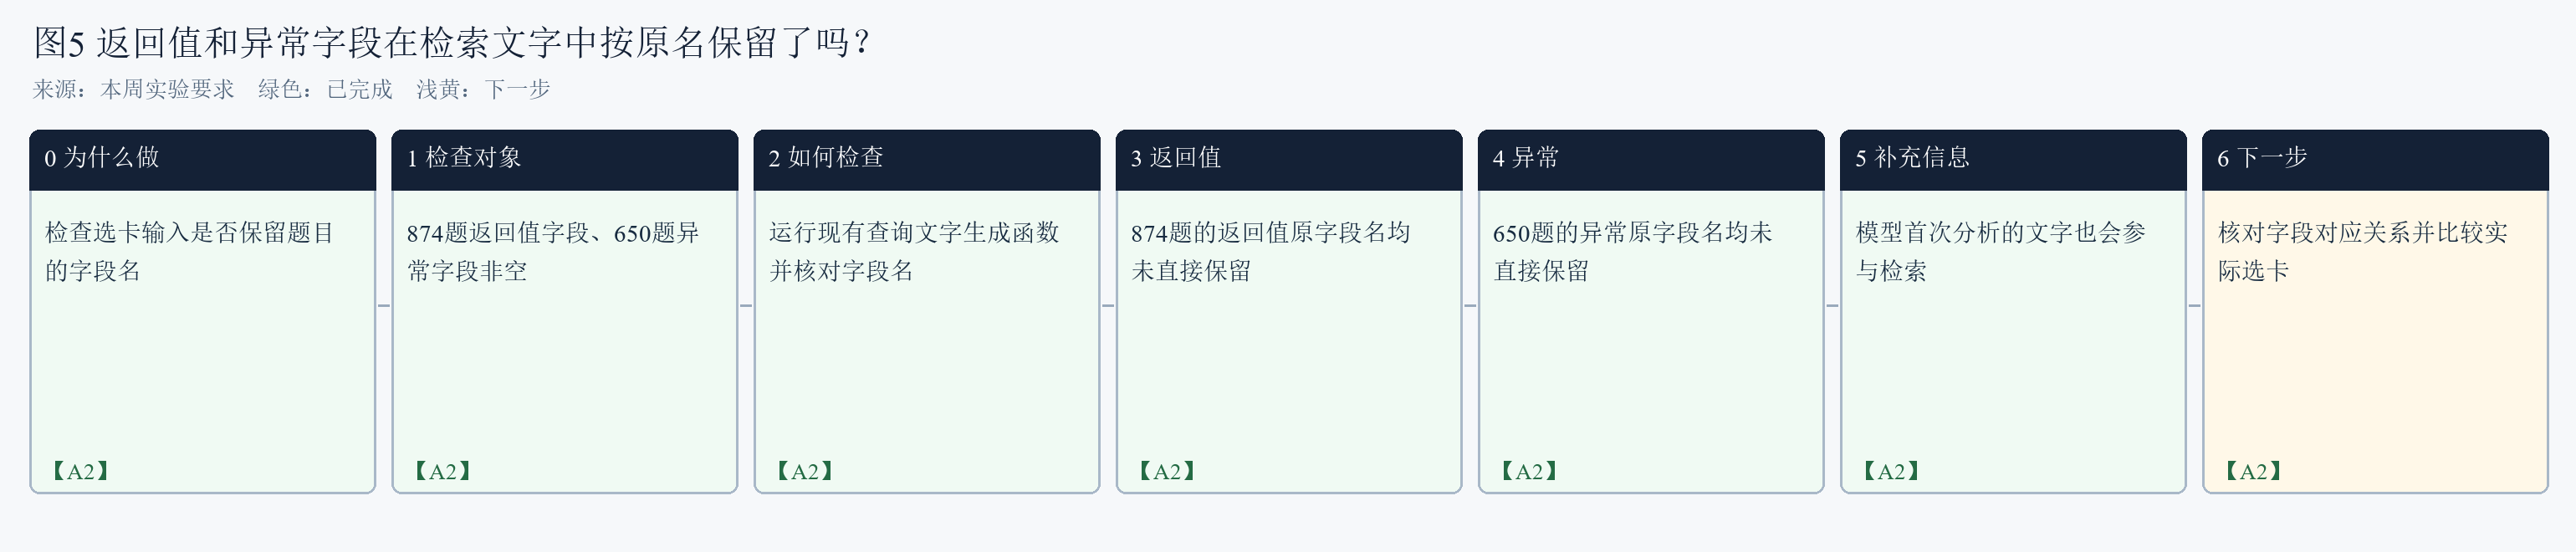 图5 返回值和异常字段在检索文字中按原名保留了吗？
来源：本周实验要求 绿色：已完成 浅黄：下一步
0 为什么做
检查选卡输入是否保留题目
的字段名
【A2】
1 检查对象
874题返回值字段、650题异
常字段非空
【A2】
2 如何检查
运行现有查询文字生成函数
并核对字段名
【A2】
3 返回值
874题的返回值原字段名均
未直接保留
【A2】
4 异常
650题的异常原字段名均未
直接保留
【A2】
5 补充信息
模型首次分析的文字也会参
与检索
【A2】
6 下一步
核对字段对应关系并比较实
际选卡
【A2】